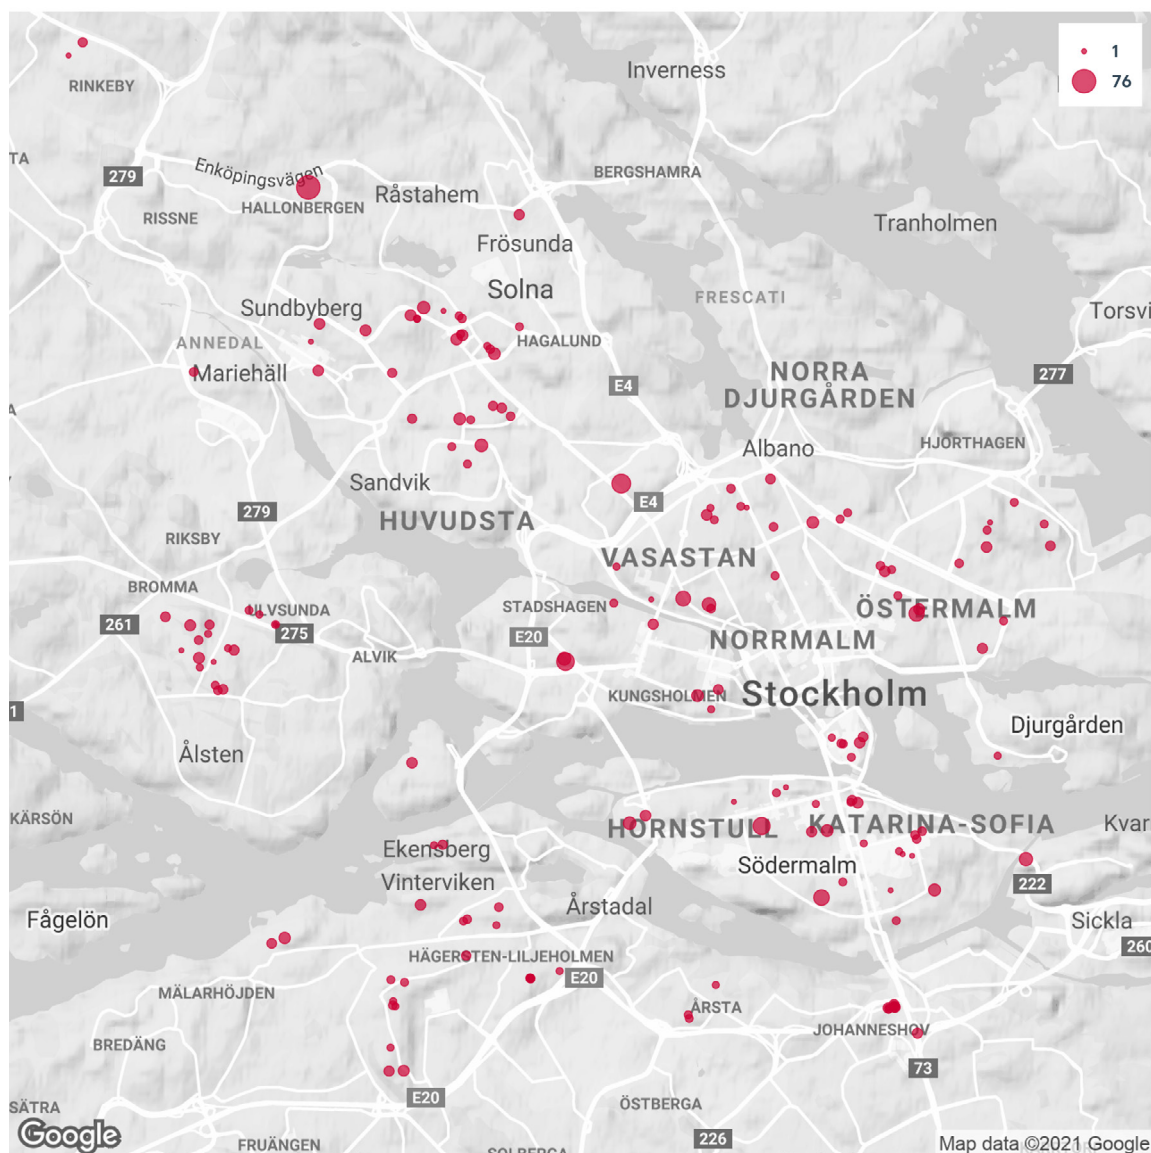 1
76
Inverness
RINKEBY
TA
279
Enköpingsvägen
BERGSHAMRA
HALLONBERGEN
Råstahem
RISSNE
Tranholmen
Frösunda
Solna
FRESCATI
Sundbyberg
Torsvi
ANNEDAL
HAGALUND
Mariehäll
NORRA
DJURGÅRDEN
277
E4
HJORTHAGEN
Albano
Sandvik
E4
279
HUVUDSTA
RIKSBY
VASASTAN
BROMMA
STADSHAGEN
ÖSTERMALM
ULVSUNDA
261
275
E20
NORRMALM
ALVIK
KUNGSHOLMEN
Stockholm
1
Djurgården
Ålsten
KÄRSÖN
HORNSTULL
KATARINA-SOFIA
Kvar
Ekensberg
Södermalm
Vinterviken
222
Årstadal
Fågelön
Sickla
260
HÄGERSTEN-LILJEHOLMEN
E20
MÄLARHÖJDEN
ÅRSTA
JOHANNESHOV
BREDÄNG
73
E20
SÄTRA
ÖSTBERGA
Google
FRUÄNGEN
SOLBERGA
226
Map data ©2021 Google